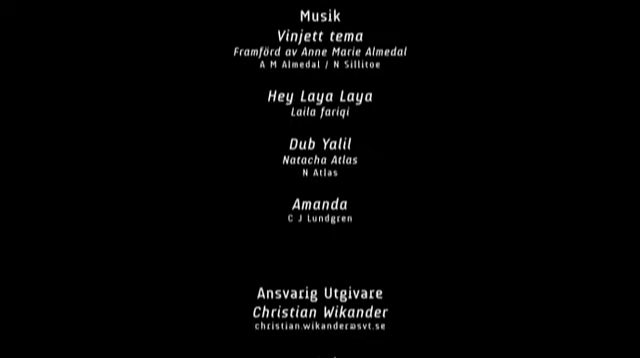 Musik
Vinjett tema
Framförd av Anne Marie Almedal
A M Almedal / N Sillitoe
Hey Laya Laya
Laila fariqi
Dub Yalil
Natacha Atlas
N Atlas
Amanda
C J Lundgren
Ansvarig Utgivare
Christian Wikander
christian.wikander@svt.se